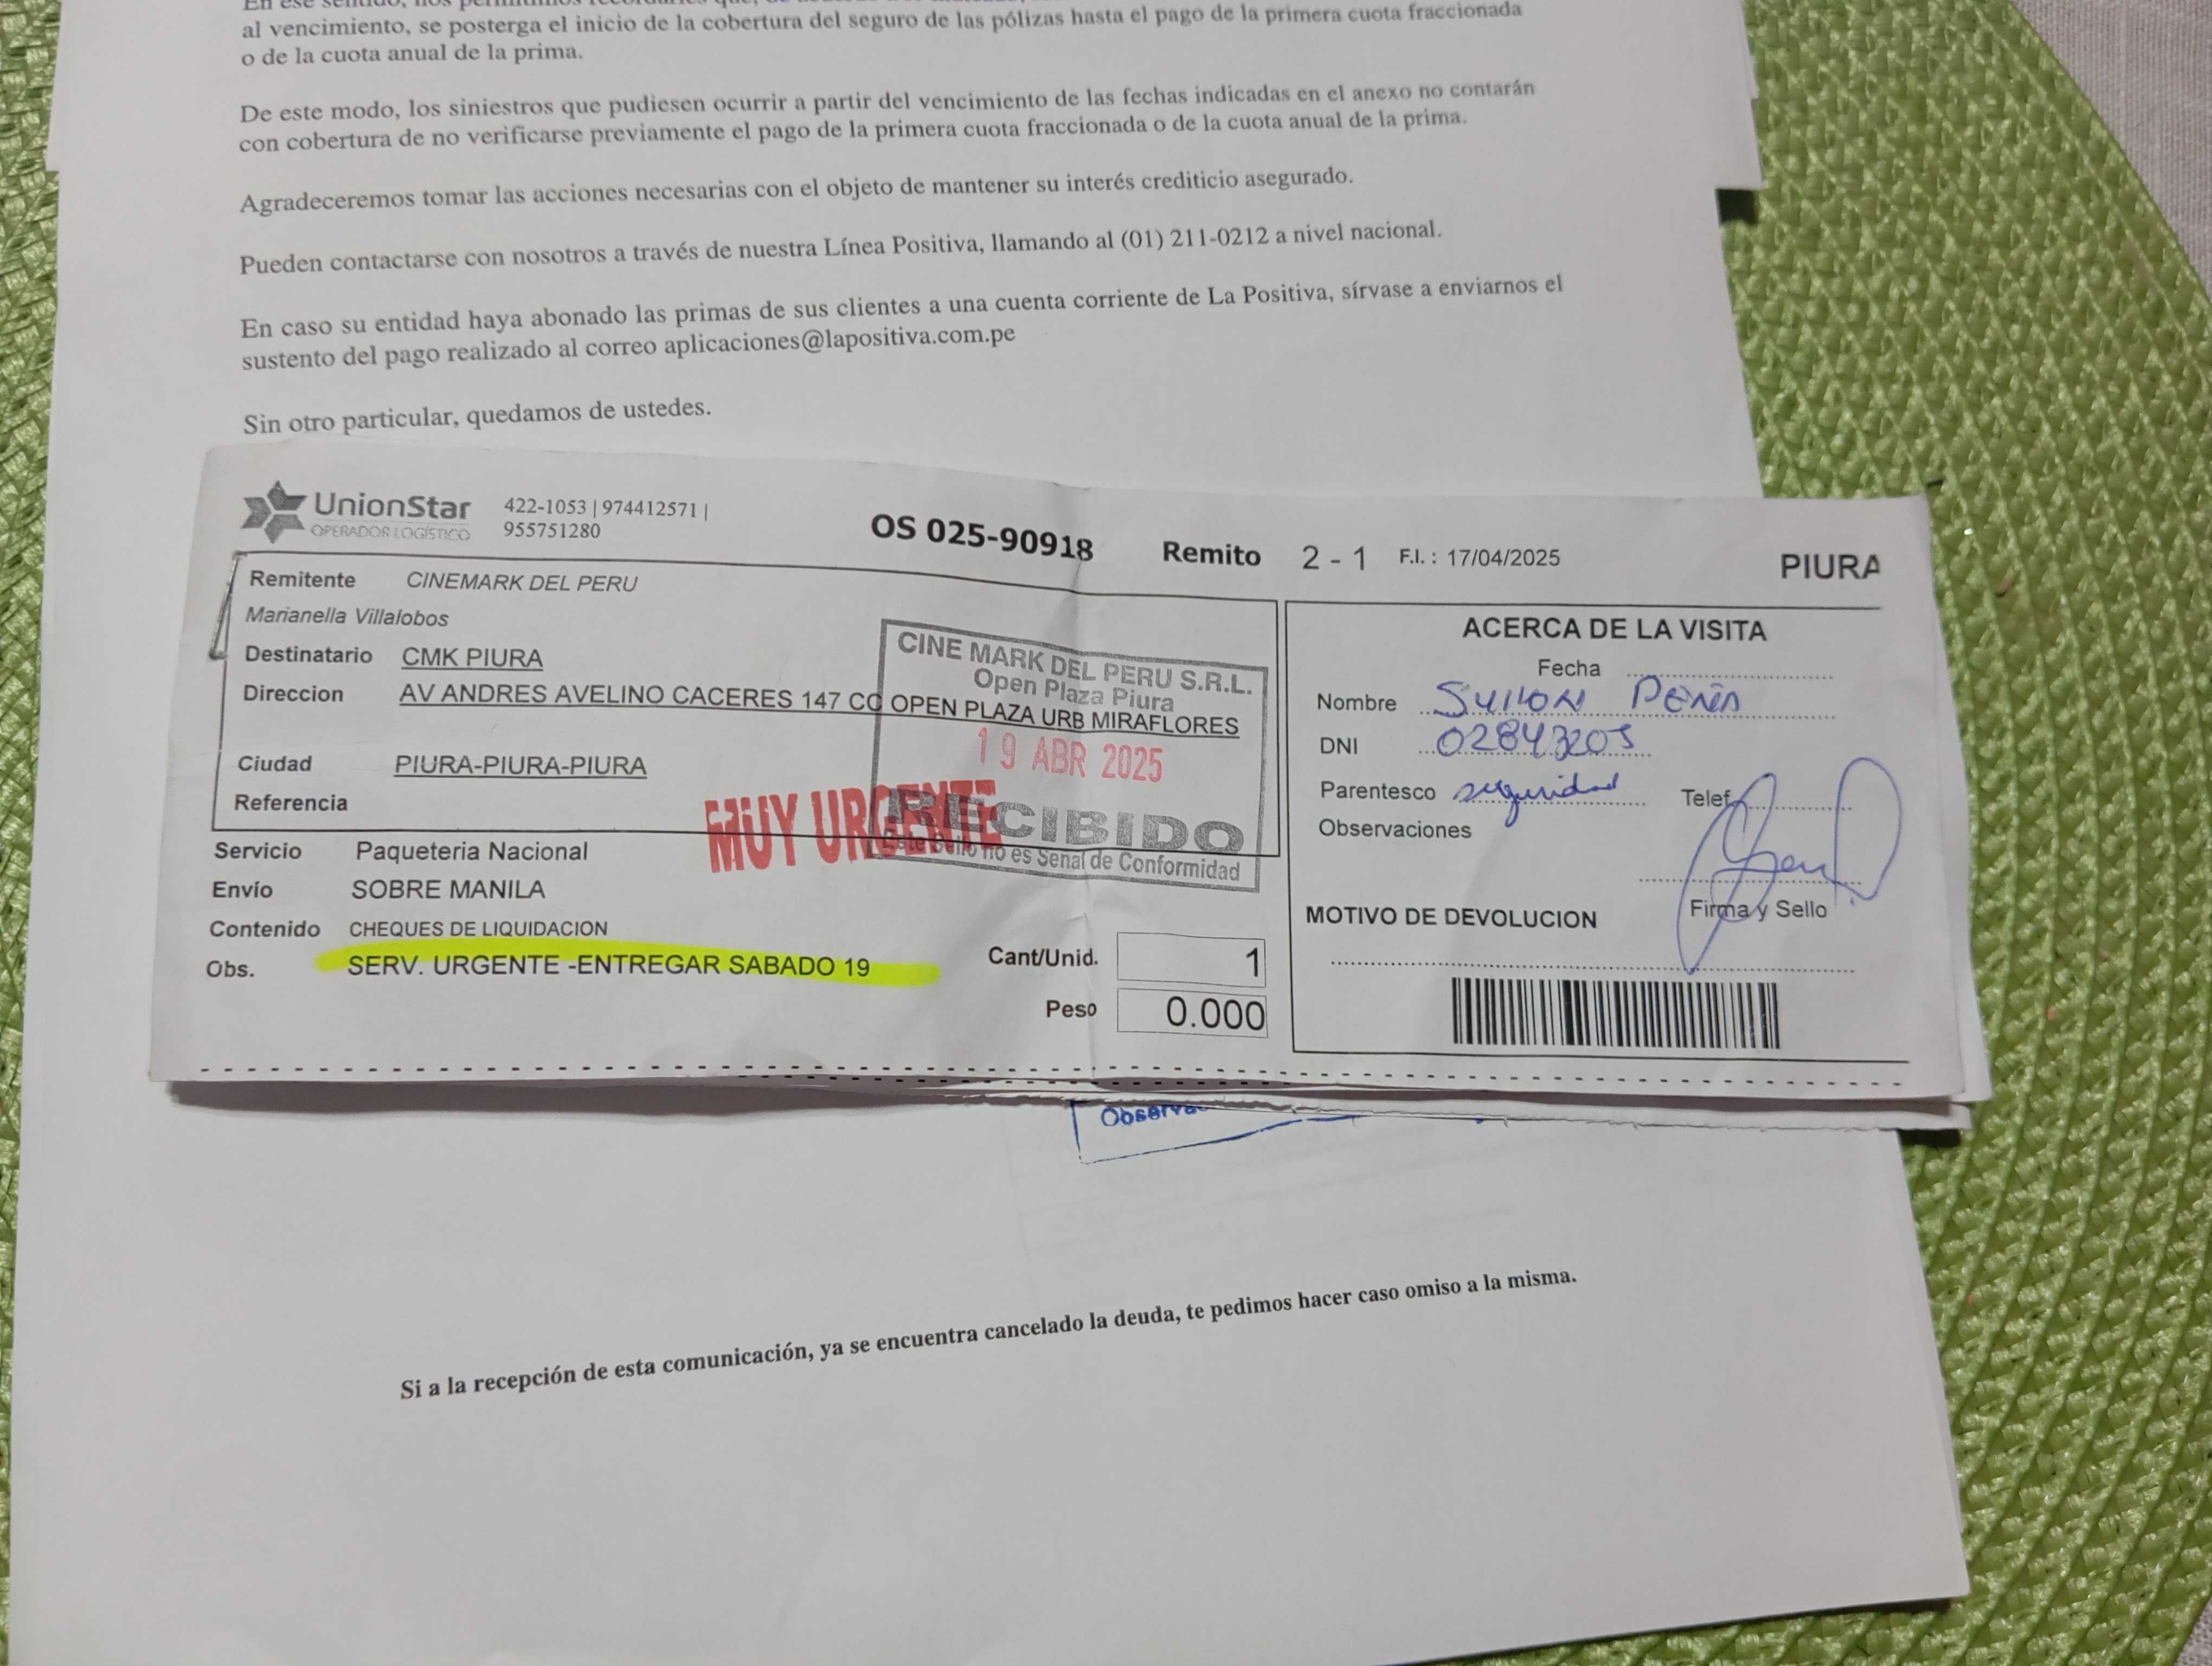 al vencimiento, se posterga el inicio de la cobertura del seguro de las pólizas hasta el pago de la primera cuota fraccionada
o de la cuota anual de la prima.
De este modo, los siniestros que pudiesen ocurrir a partir del vencimiento de las fechas indicadas en el anexo no contarán
con cobertura de no verificarse previamente el pago de la primera cuota fraccionada o de la cuota anual de la prima.
Agradeceremos tomar las acciones necesarias con el objeto de mantener su interés crediticio asegurado.
Pueden contactarse con nosotros a través de nuestra Línea Positiva, llamando al (01) 211-0212 a nivel nacional.
En caso su entidad haya abonado las primas de sus clientes a una cuenta corriente de La Positiva, sírvase a enviarnos el
sustento del pago realizado al correo aplicaciones@lapositiva.com.pe
Sin otro particular, quedamos de ustedes.
UnionStar
OPERADOR LOGÍSTICO
422-1053 | 974412571 |
955751280
OS 025-90918 Remito 2 - 1 F.I. : 17/04/2025 PIURA
Remitente CINEMARK DEL PERU
Marianella Villalobos
Destinatario CMK PIURA
Direccion AV ANDRES AVELINO CACERES 147 CC OPEN PLAZA URB MIRAFLORES
Ciudad PIURA-PIURA-PIURA
Referencia
CINE MARK DEL PERU S.R.L.
Open Plaza Piura
19 ABR 2025
RECIBIDO
Este Sello no es Senal de Conformidad
MUY URGENTE
Servicio Paqueteria Nacional
Envío SOBRE MANILA
Contenido CHEQUES DE LIQUIDACION
Obs. SERV. URGENTE -ENTREGAR SABADO 19
Cant/Unid. 1
Peso 0.000
ACERCA DE LA VISITA
Fecha
Nombre
DNI 02843205
Parentesco seguridad Telef
Observaciones
Firma y Sello
MOTIVO DE DEVOLUCION
Si a la recepción de esta comunicación, ya se encuentra cancelado la deuda, te pedimos hacer caso omiso a la misma.